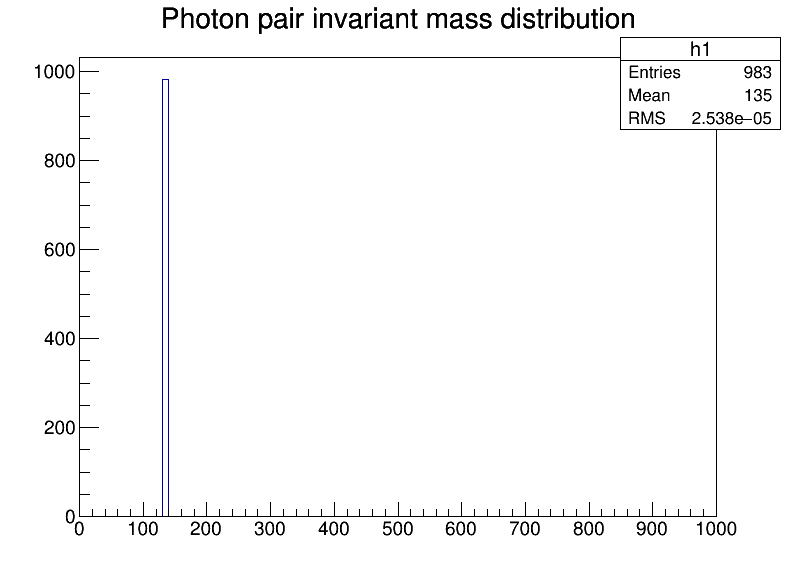 Photon pair invariant mass distribution
h1
Entries 983
Mean 135
RMS 2.538e−05
1000
800
600
400
200
0
0 100 200 300 400 500 600 700 800 900 1000